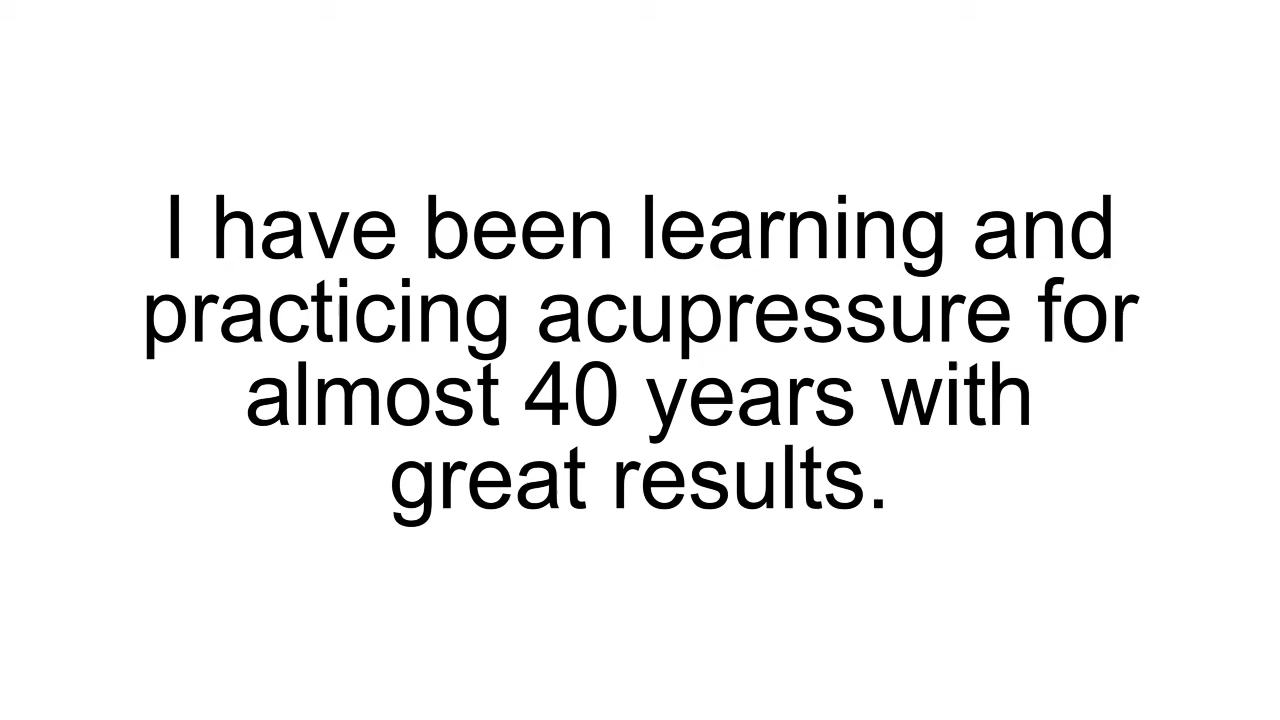 I have been learning and
practicing acupressure for
almost 40 years with
great results.